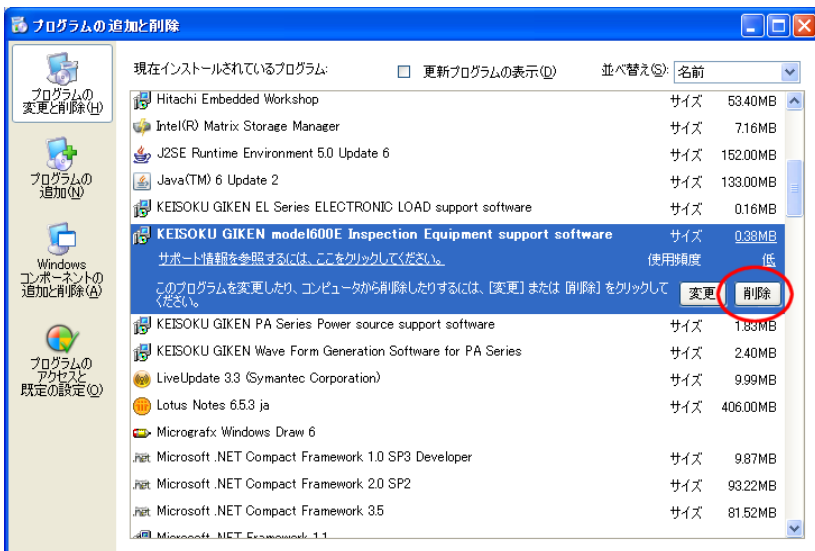 プログラムの追加と削除
プログラムの
変更と削除(H)
プログラムの
追加(N)
Windows
コンポーネントの
追加と削除(A)
プログラムの
アクセスと
既定の設定(O)
現在インストールされているプログラム:
更新プログラムの表示(D)
並べ替え(S): 名前
Hitachi Embedded Workshop サイズ 53.40MB
Intel(R) Matrix Storage Manager サイズ 7.16MB
J2SE Runtime Environment 5.0 Update 6 サイズ 152.00MB
Java(TM) 6 Update 2 サイズ 133.00MB
KEISOKU GIKEN EL Series ELECTRONIC LOAD support software サイズ 0.16MB
KEISOKU GIKEN model600E Inspection Equipment support software サイズ 0.38MB
サポート情報を参照するには、ここをクリックしてください。 使用頻度 低
このプログラムを変更したり、コンピュータから削除したりするには、[変更] または [削除] をクリックして
ください。
変更 削除
KEISOKU GIKEN PA Series Power source support software サイズ 1.83MB
KEISOKU GIKEN Wave Form Generation Software for PA Series サイズ 2.40MB
LiveUpdate 3.3 (Symantec Corporation) サイズ 9.99MB
Lotus Notes 6.5.3 ja サイズ 406.00MB
Micrografx Windows Draw 6
Microsoft .NET Compact Framework 1.0 SP3 Developer サイズ 9.87MB
Microsoft .NET Compact Framework 2.0 SP2 サイズ 93.22MB
Microsoft .NET Compact Framework 3.5 サイズ 81.52MB
Microsoft .NET Framework 1.1